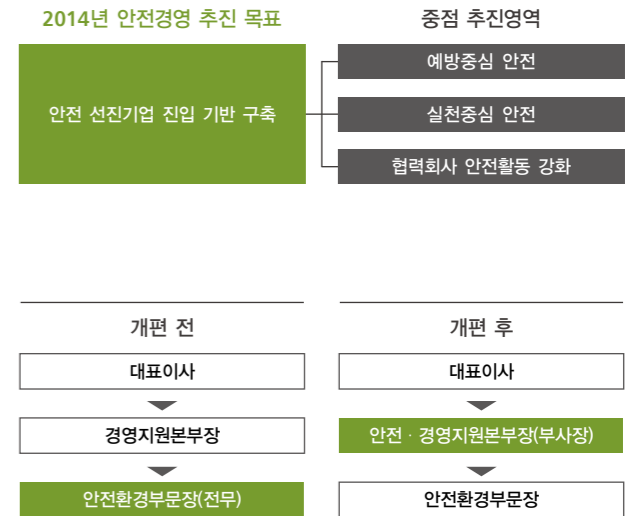 2014년 안전경영 추진 목표
중점 추진영역
안전 선진기업 진입 기반 구축
예방중심 안전
실천중심 안전
협력회사 안전활동 강화
개편 전
대표이사
경영지원본부장
안전환경부문장(전무)
개편 후
대표이사
안전 · 경영지원본부장(부사장)
안전환경부문장